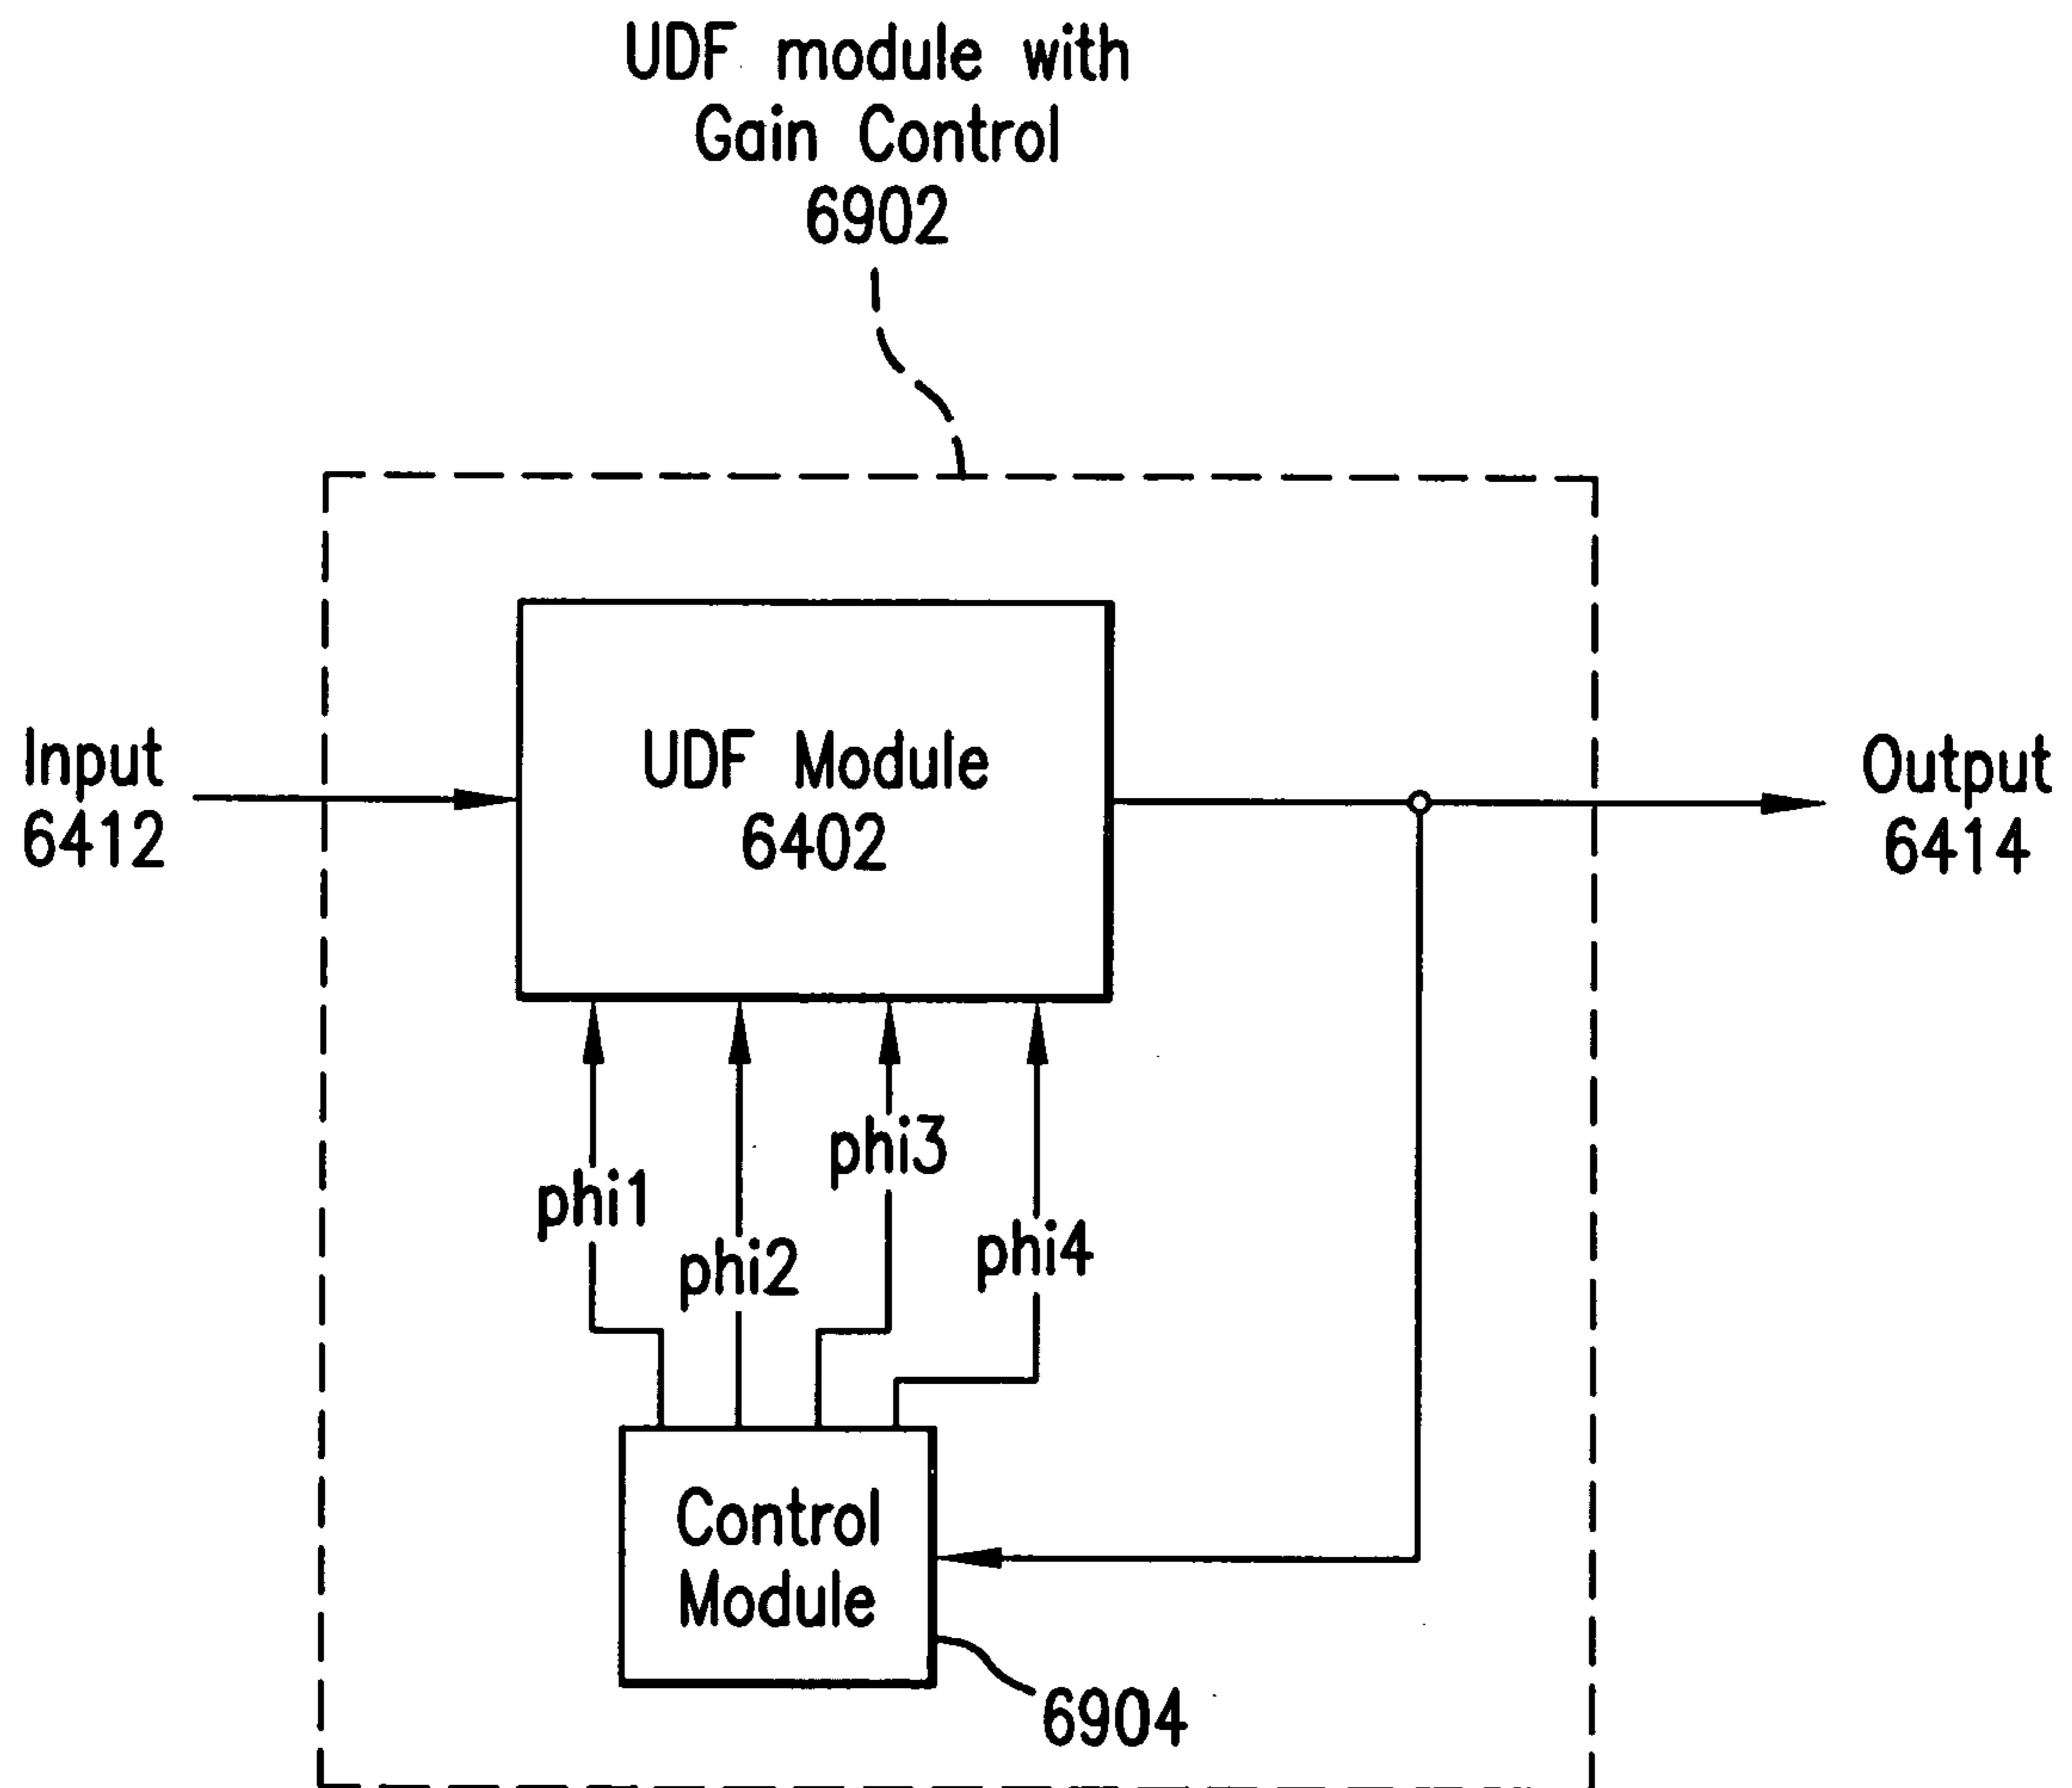 UDF module with
Gain Control
6902
Input
6412
UDF Module
6402
Output
6414
phi1
phi2
phi3
phi4
Control
Module
6904